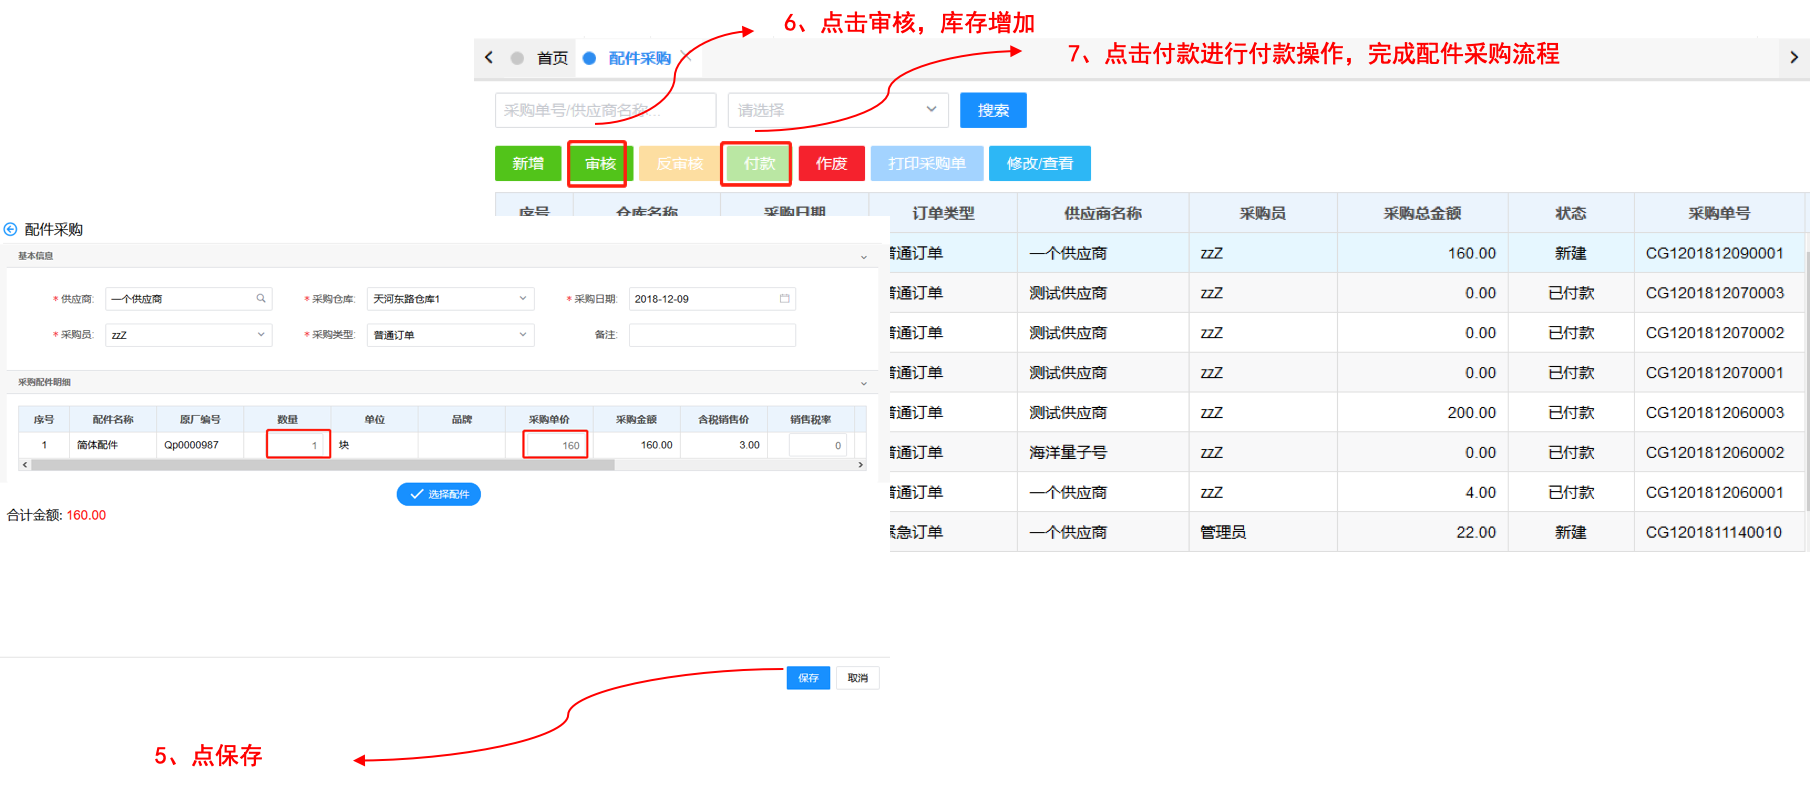 6、点击审核，库存增加
7、点击付款进行付款操作，完成配件采购流程
首页 配件采购
采购单号/供应商名称... 请选择 搜索
新增 审核 反审核 付款 作废 打印采购单 修改/查看
序号 仓库名称 采购日期 订单类型 供应商名称 采购员 采购总金额 状态 采购单号
普通订单 一个供应商 zzZ 160.00 新建 CG1201812090001
普通订单 测试供应商 zzZ 0.00 已付款 CG1201812070003
普通订单 测试供应商 zzZ 0.00 已付款 CG1201812070002
普通订单 测试供应商 zzZ 0.00 已付款 CG1201812070001
普通订单 测试供应商 zzZ 200.00 已付款 CG1201812060003
普通订单 海洋量子号 zzZ 0.00 已付款 CG1201812060002
普通订单 一个供应商 zzZ 4.00 已付款 CG1201812060001
紧急订单 一个供应商 管理员 22.00 新建 CG1201811140010
配件采购
基本信息
* 供应商: 一个供应商 * 采购仓库: 天河东路仓库1 * 采购日期: 2018-12-09
* 采购员: zzZ * 采购类型: 普通订单 备注:
采购配件明细
序号 配件名称 原厂编号 数量 单位 品牌 采购单价 采购金额 含税销售价 销售税率
1 简体配件 Qp0000987 1 块 160 160.00 3.00 0
选择配件
合计金额: 160.00
保存 取消
5、点保存